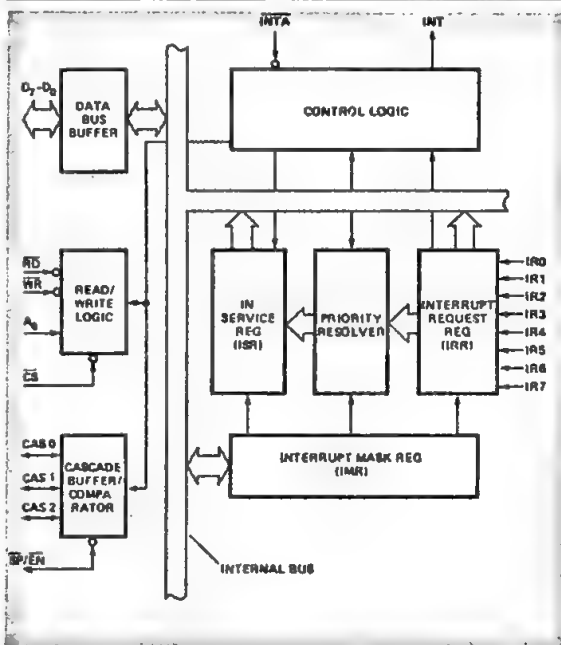 INTA
INT
D7-D0
DATA
BUS
BUFFER
CONTROL LOGIC
RD
WR
A0
CS
READ/
WRITE
LOGIC
IN
SERVICE
REG
(ISR)
PRIORITY
RESOLVER
INTERRUPT
REQUEST
REG
(IRR)
IR0
IR1
IR2
IR3
IR4
IR5
IR6
IR7
CAS 0
CAS 1
CAS 2
CASCADE
BUFFER/
COMPA
RATOR
INTERRUPT MASK REG
(IMR)
SP/EN
INTERNAL BUS